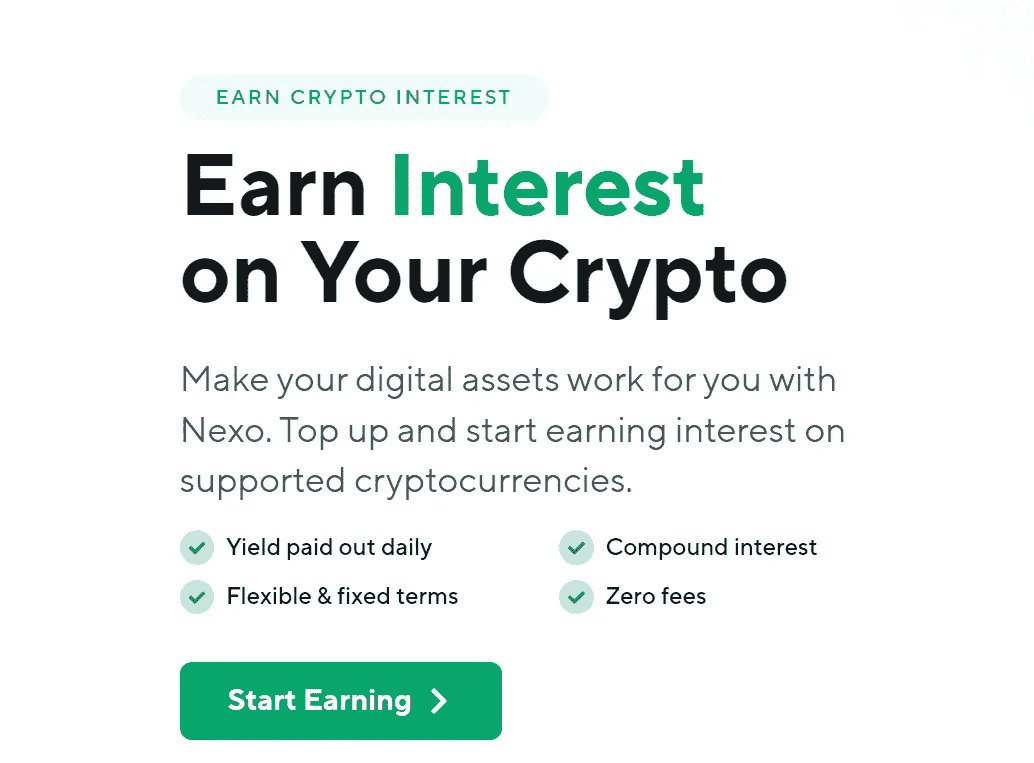 EARN CRYPTO INTEREST
Earn Interest
on Your Crypto
Make your digital assets work for you with
Nexo. Top up and start earning interest on
supported cryptocurrencies.
Yield paid out daily
Compound interest
Flexible & fixed terms
Zero fees
Start Earning